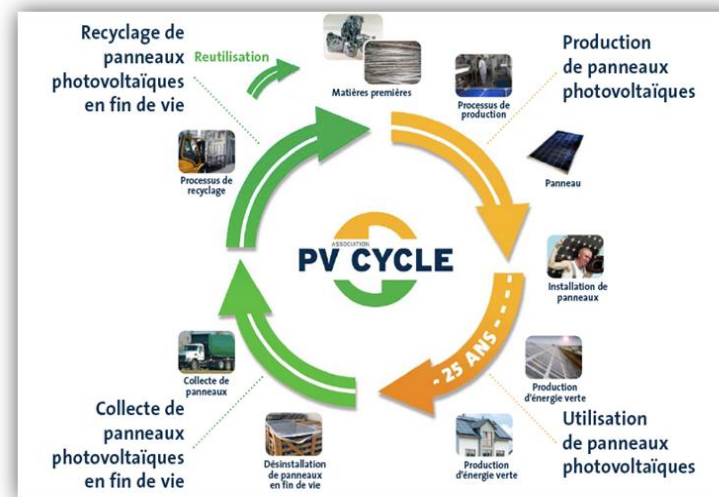 Recyclage de
panneaux
photovoltaïques
en fin de vie
Reutilisation
Matières premières
Processus de
production
Production
de panneaux
photovoltaïques
Processus de
recyclage
Panneau
ASSOCIATION
PV CYCLE
Installation de
panneaux
- 25 ANS -
Collecte de
panneaux
Production
d'énergie verte
Collecte de
panneaux
photovoltaïques
en fin de vie
Désinstallation
de panneaux
en fin de vie
Production
d'énergie verte
Utilisation
de panneaux
photovoltaïques